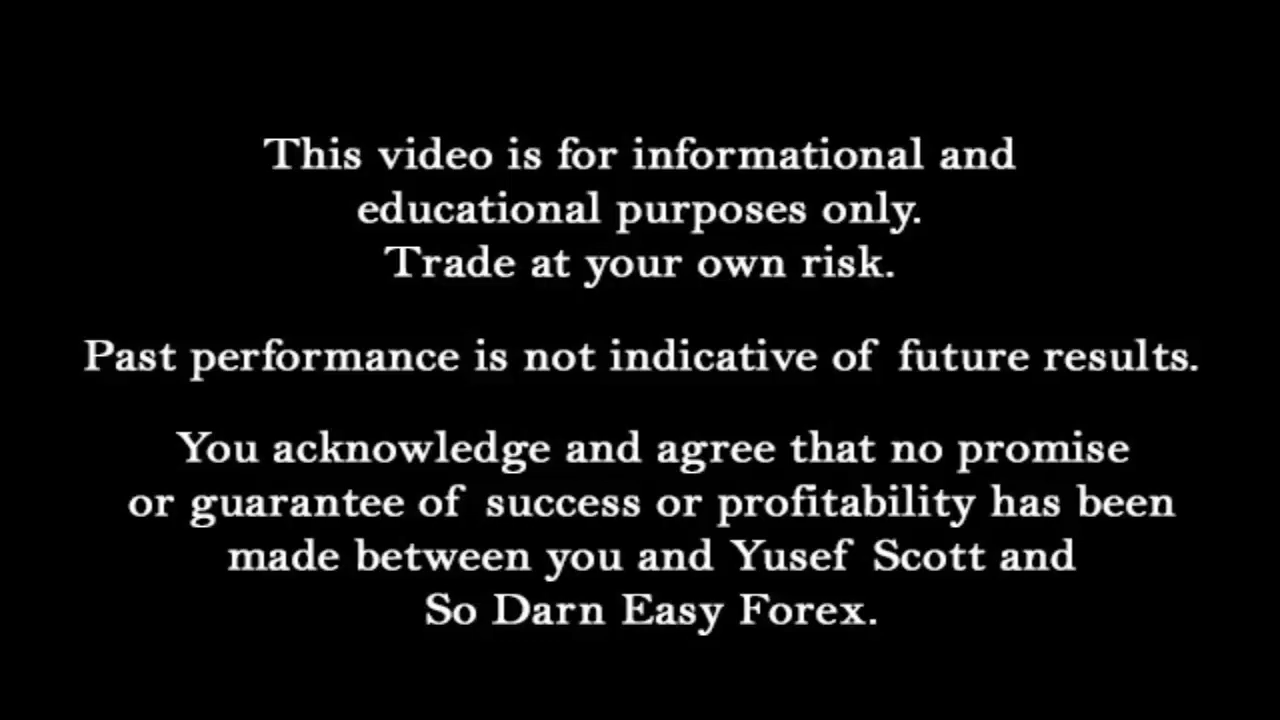 This video is for informational and
educational purposes only.
Trade at your own risk.
Past performance is not indicative of future results.
You acknowledge and agree that no promise
or guarantee of success or profitability has been
made between you and Yusef Scott and
So Darn Easy Forex.